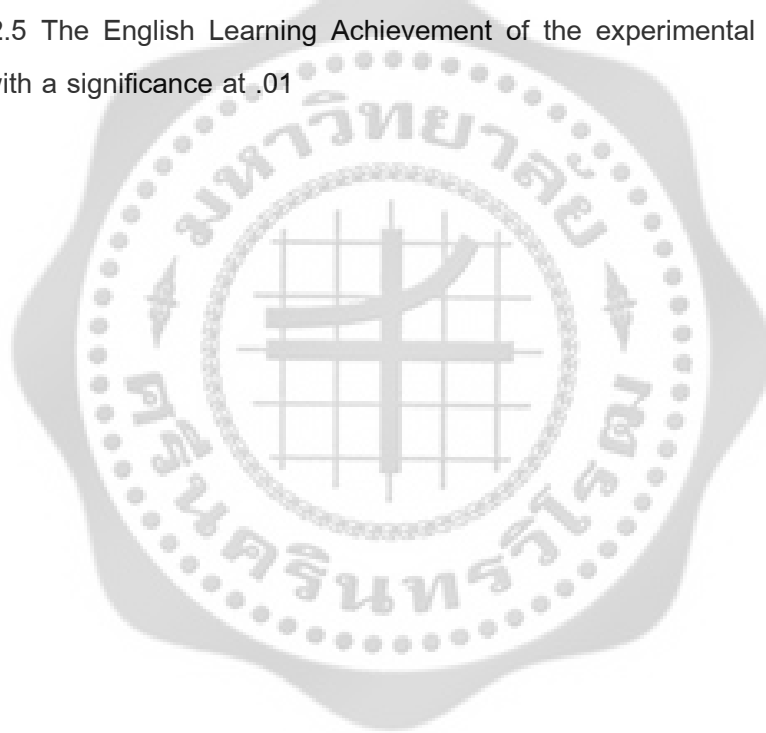 2.5 The English Learning Achievement of the experimental
with a significance at .01
มหาวิทยาลัย
ศรีนครินทรวิโรฒ